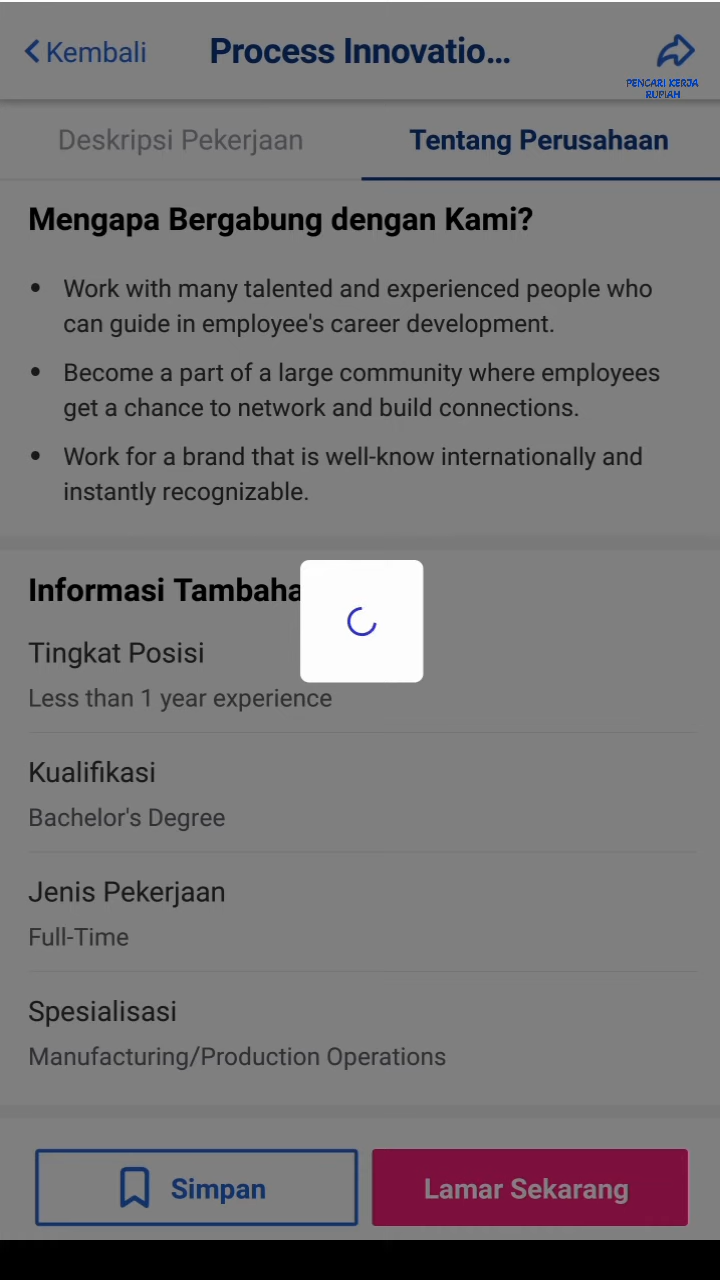 Kembali
Process Innovatio...
PENCARI KERJA
RUPIAH
Deskripsi Pekerjaan
Tentang Perusahaan
Mengapa Bergabung dengan Kami?
• Work with many talented and experienced people who
can guide in employee's career development.
• Become a part of a large community where employees
get a chance to network and build connections.
• Work for a brand that is well-know internationally and
instantly recognizable.
Informasi Tambaha
Tingkat Posisi
Less than 1 year experience
Kualifikasi
Bachelor's Degree
Jenis Pekerjaan
Full-Time
Spesialisasi
Manufacturing/Production Operations
Simpan
Lamar Sekarang